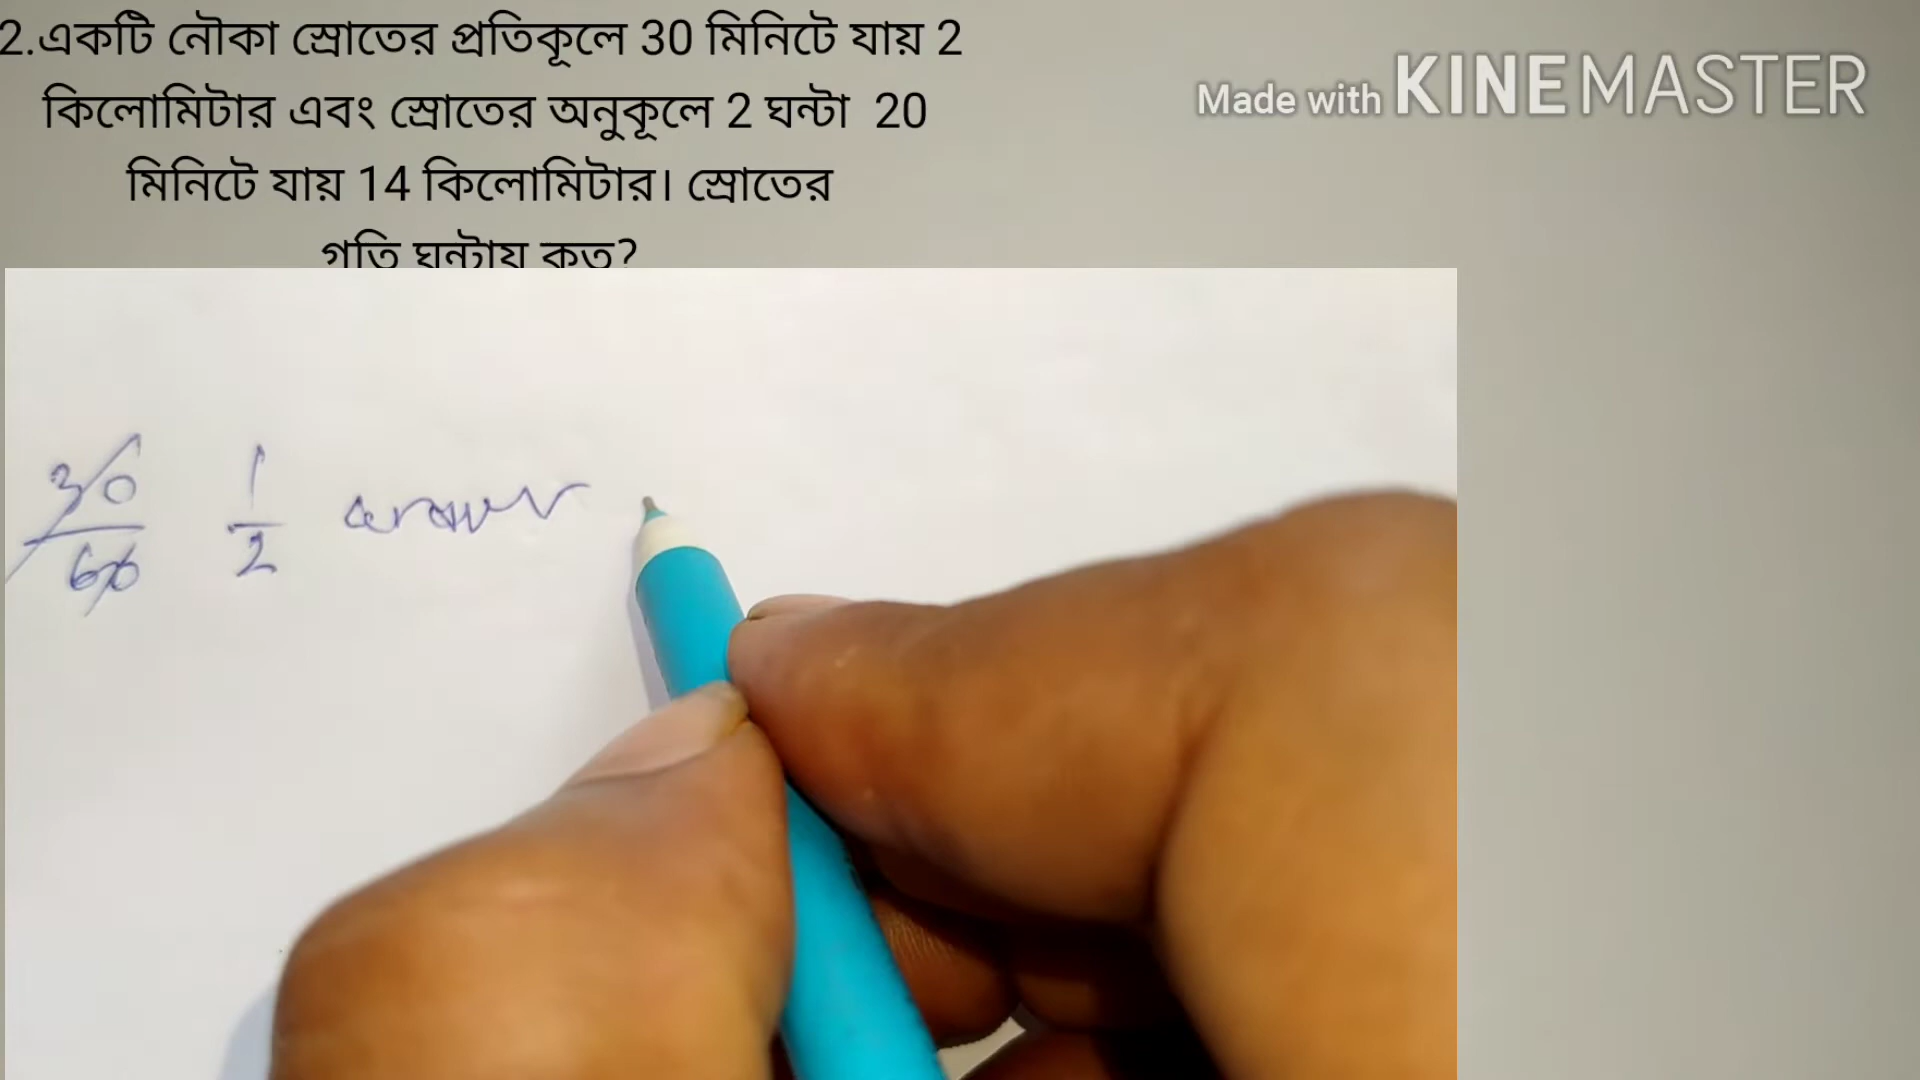 2.একটি নৌকা স্রোতের প্রতিকূলে 30 মিনিটে যায় 2
কিলোমিটার এবং স্রোতের অনুকূলে 2 ঘন্টা 20
মিনিটে যায় 14 কিলোমিটার। স্রোতের
গতি ঘন্টায় কত?
Made with KINEMASTER
30 1
60 2